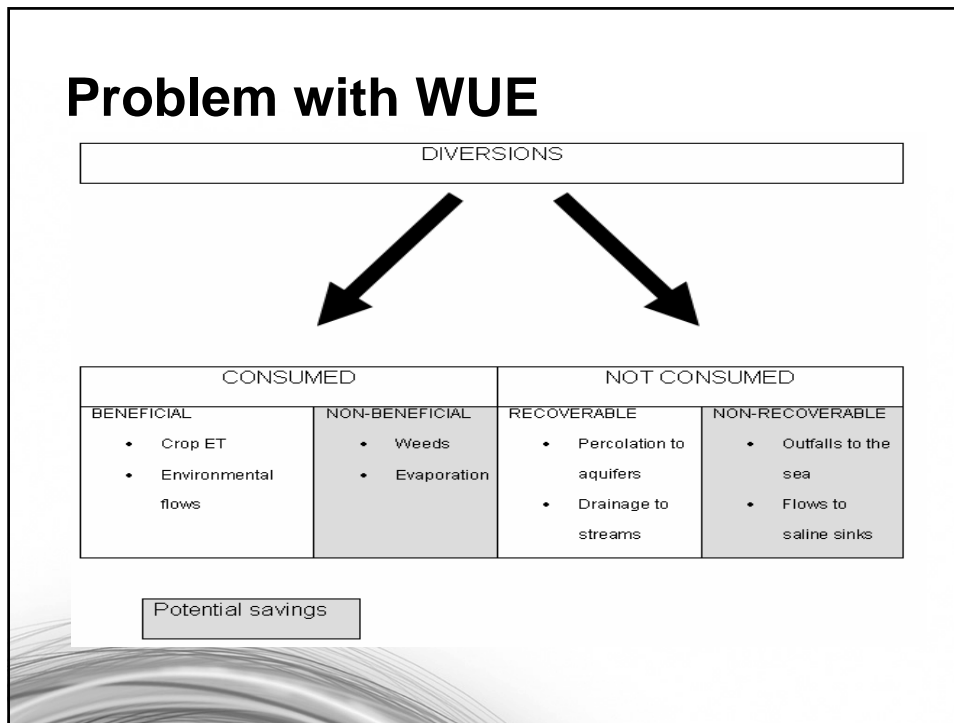 Problem with WUE
DIVERSIONS
CONSUMED
NOT CONSUMED
BENEFICIAL
• Crop ET
• Environmental
flows
NON-BENEFICIAL
• Weeds
• Evaporation
RECOVERABLE
• Percolation to
aquifers
• Drainage to
streams
NON-RECOVERABLE
• Outfalls to the
sea
• Flows to
saline sinks
Potential savings